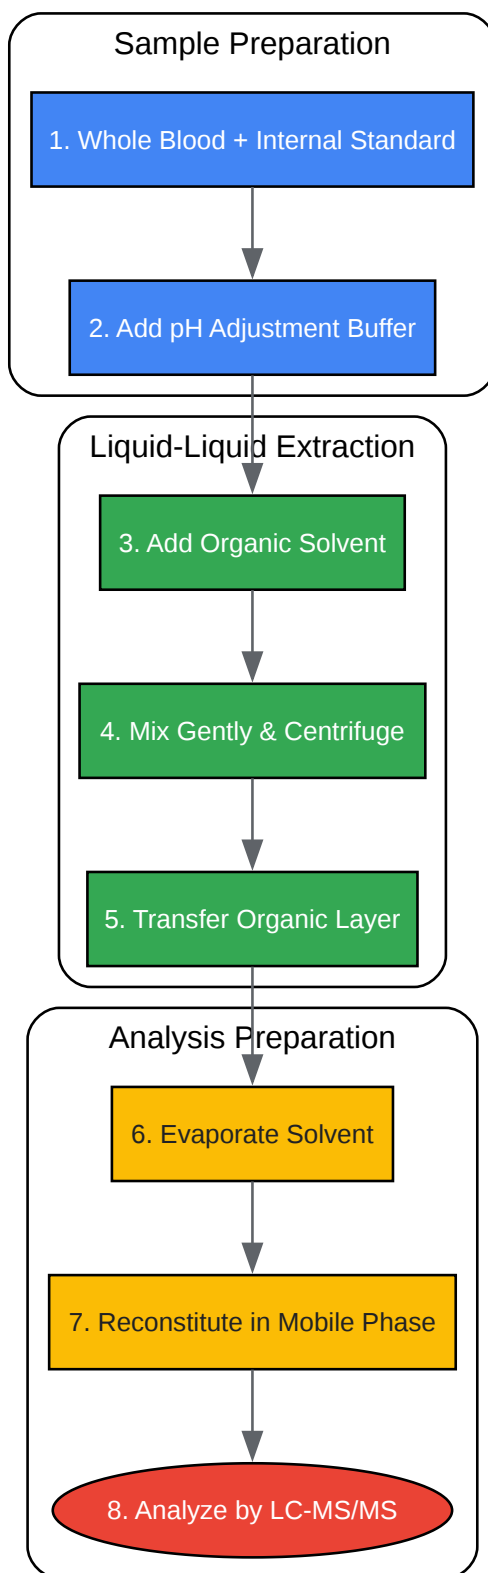 Sample Preparation
1. Whole Blood + Internal Standard
2. Add pH Adjustment Buffer
Liquid-Liquid Extraction
3. Add Organic Solvent
4. Mix Gently & Centrifuge
5. Transfer Organic Layer
Analysis Preparation
6. Evaporate Solvent
7. Reconstitute in Mobile Phase
8. Analyze by LC-MS/MS